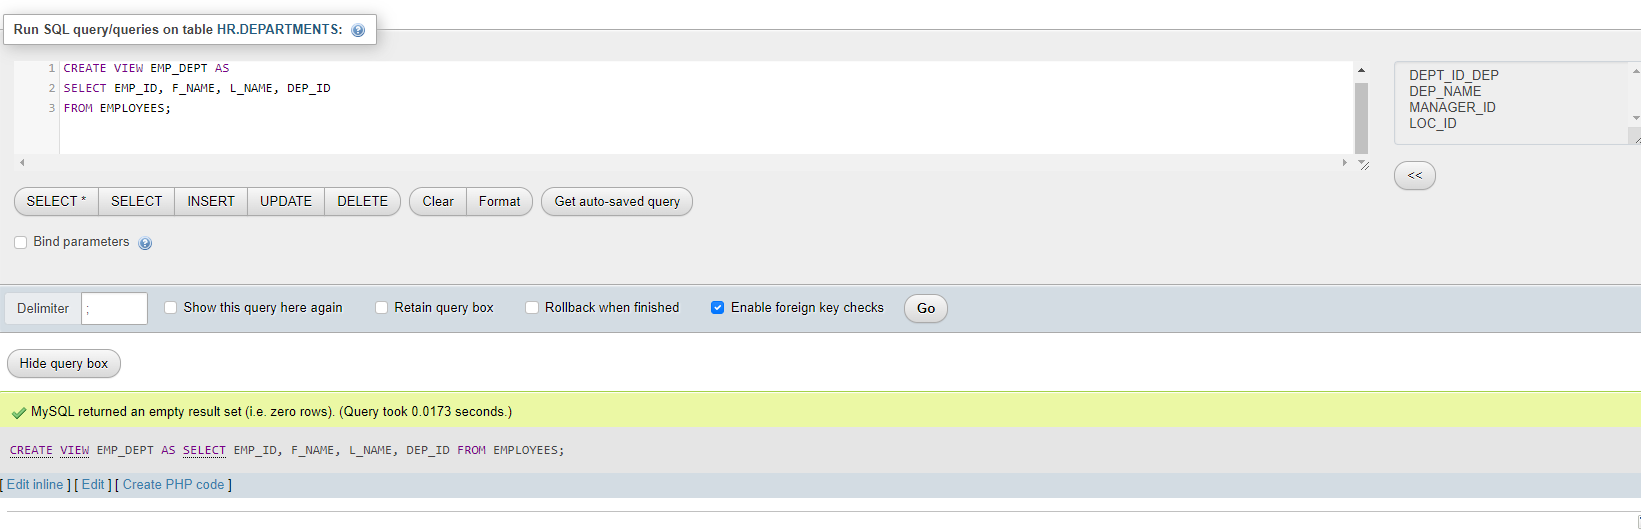 Run SQL query/queries on table HR.DEPARTMENTS:
1 CREATE VIEW EMP_DEPT AS
2 SELECT EMP_ID, F_NAME, L_NAME, DEP_ID
3 FROM EMPLOYEES;
DEPT_ID_DEP
DEP_NAME
MANAGER_ID
LOC_ID
<<
SELECT * SELECT INSERT UPDATE DELETE Clear Format Get auto-saved query
Bind parameters
Delimiter ; Show this query here again Retain query box Rollback when finished Enable foreign key checks Go
Hide query box
MySQL returned an empty result set (i.e. zero rows). (Query took 0.0173 seconds.)
CREATE VIEW EMP_DEPT AS SELECT EMP_ID, F_NAME, L_NAME, DEP_ID FROM EMPLOYEES;
[ Edit inline ] [ Edit ] [ Create PHP code ]